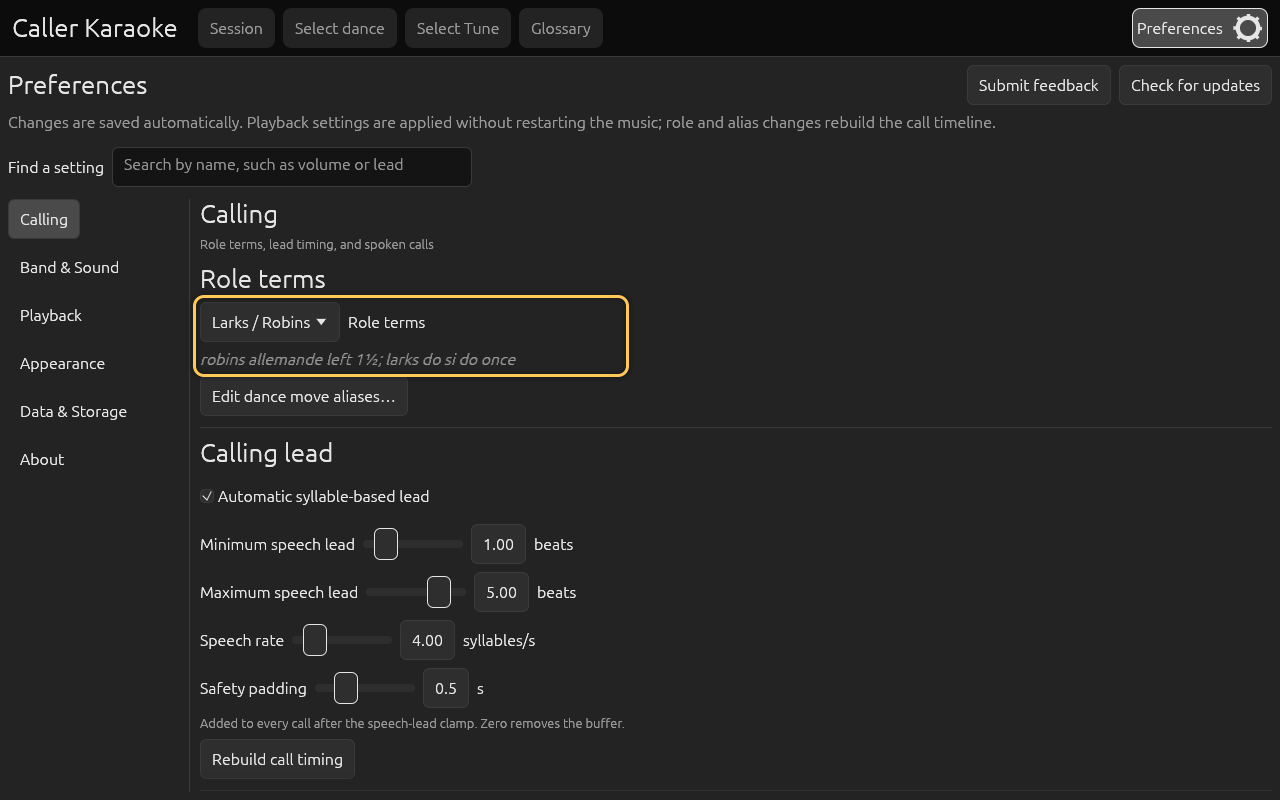 Caller Karaoke Session Select dance Select Tune Glossary Preferences
Preferences Submit feedback Check for updates
Changes are saved automatically. Playback settings are applied without restarting the music; role and alias changes rebuild the call timeline.
Find a setting Search by name, such as volume or lead
Calling
Band & Sound
Playback
Appearance
Data & Storage
About
Calling
Role terms, lead timing, and spoken calls
Role terms
Larks / Robins Role terms
robins allemande left 1½; larks do si do once
Edit dance move aliases…
Calling lead
Automatic syllable-based lead
Minimum speech lead 1.00 beats
Maximum speech lead 5.00 beats
Speech rate 4.00 syllables/s
Safety padding 0.5 s
Added to every call after the speech-lead clamp. Zero removes the buffer.
Rebuild call timing